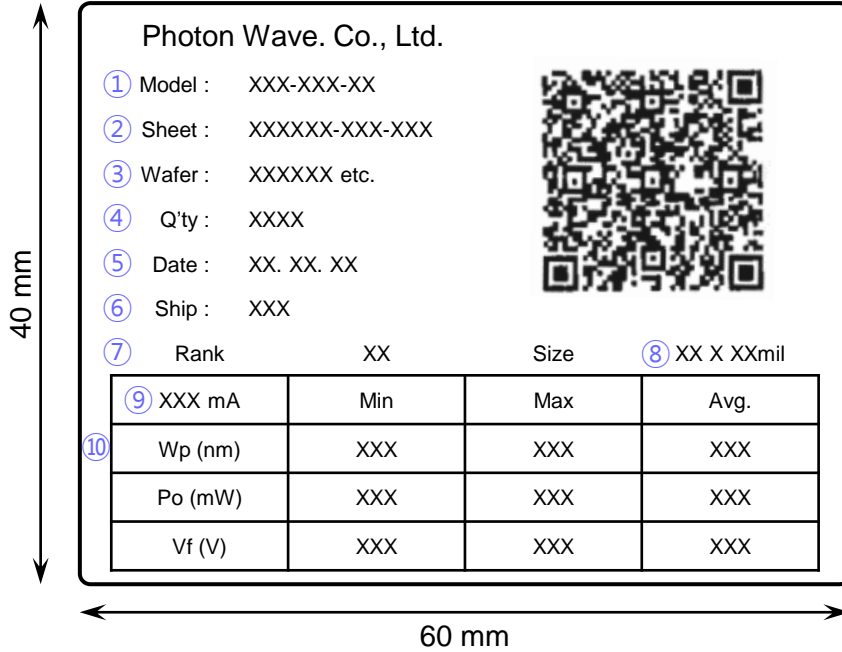 Photon Wave. Co., Ltd.
① Model : XXX-XXX-XX
② Sheet : XXXXXX-XXX-XXX
③ Wafer : XXXXXX etc.
④ Q'ty : XXXX
⑤ Date : XX. XX. XX
⑥ Ship : XXX
⑦ Rank XX Size ⑧ XX X XXmil
⑨ XXX mA Min Max Avg.
⑩ Wp (nm) XXX XXX XXX
Po (mW) XXX XXX XXX
Vf (V) XXX XXX XXX
40 mm
60 mm